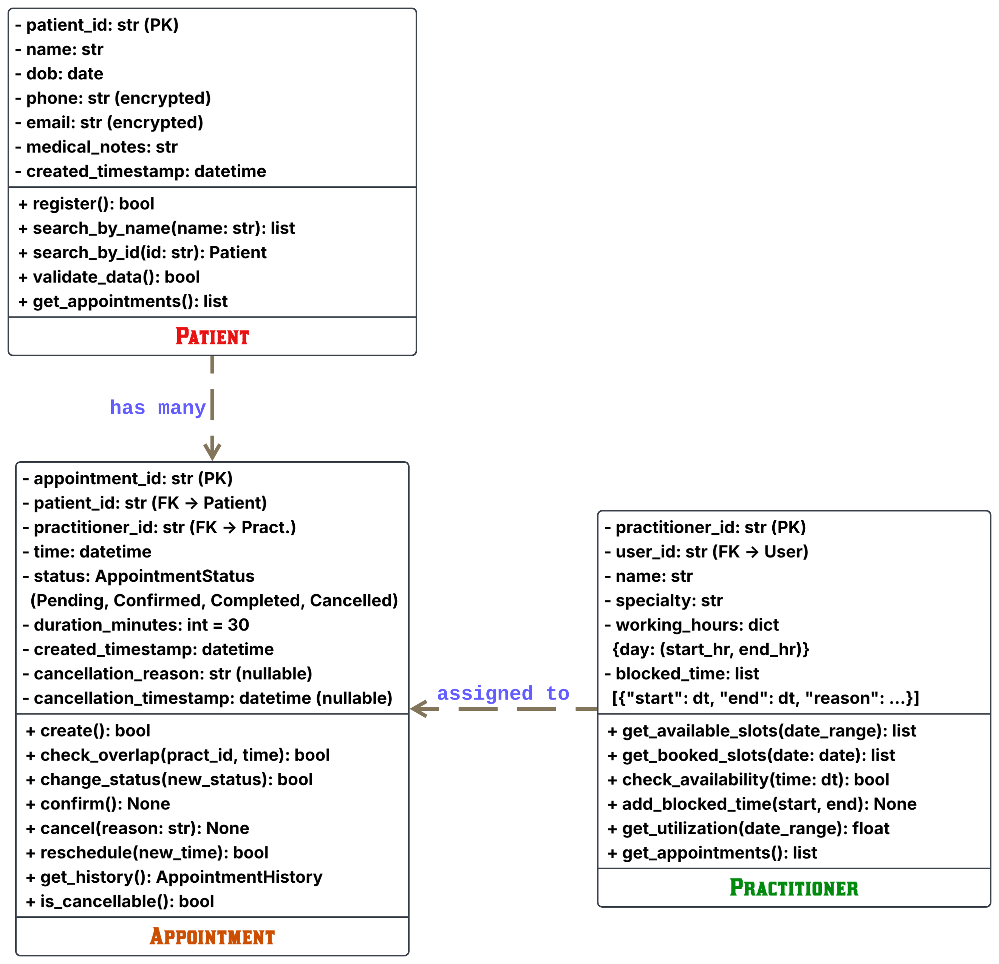 - patient_id: str (PK)
- name: str
- dob: date
- phone: str (encrypted)
- email: str (encrypted)
- medical_notes: str
- created_timestamp: datetime
+ register(): bool
+ search_by_name(name: str): list
+ search_by_id(id: str): Patient
+ validate_data(): bool
+ get_appointments(): list
Patient
has many
- appointment_id: str (PK)
- patient_id: str (FK → Patient)
- practitioner_id: str (FK → Pract.)
- time: datetime
- status: AppointmentStatus
(Pending, Confirmed, Completed, Cancelled)
- duration_minutes: int = 30
- created_timestamp: datetime
- cancellation_reason: str (nullable)
- cancellation_timestamp: datetime (nullable)
+ create(): bool
+ check_overlap(pract_id, time): bool
+ change_status(new_status): bool
+ confirm(): None
+ cancel(reason: str): None
+ reschedule(new_time): bool
+ get_history(): AppointmentHistory
+ is_cancellable(): bool
Appointment
assigned to
- practitioner_id: str (PK)
- user_id: str (FK → User)
- name: str
- specialty: str
- working_hours: dict
{day: (start_hr, end_hr)}
- blocked_time: list
[{"start": dt, "end": dt, "reason": ...}]
+ get_available_slots(date_range): list
+ get_booked_slots(date: date): list
+ check_availability(time: dt): bool
+ add_blocked_time(start, end): None
+ get_utilization(date_range): float
+ get_appointments(): list
Practitioner